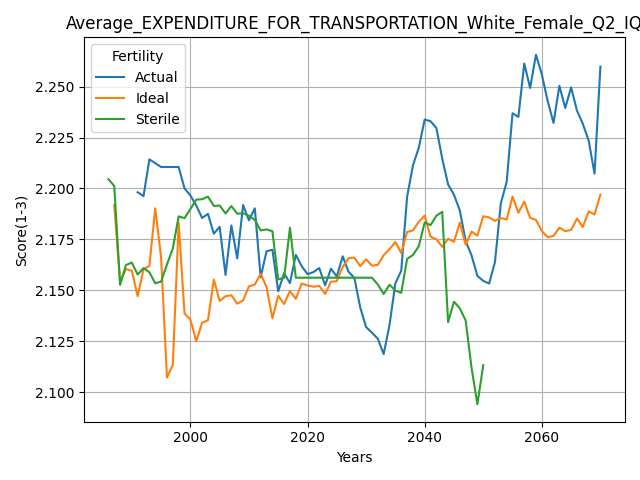 Average_EXPENDITURE_FOR_TRANSPORTATION_White_Female_Q2_IQ
Fertility
Actual
Ideal
Sterile
Score(1-3)
2.250
2.225
2.200
2.175
2.150
2.125
2.100
2000 2020 2040 2060
Years